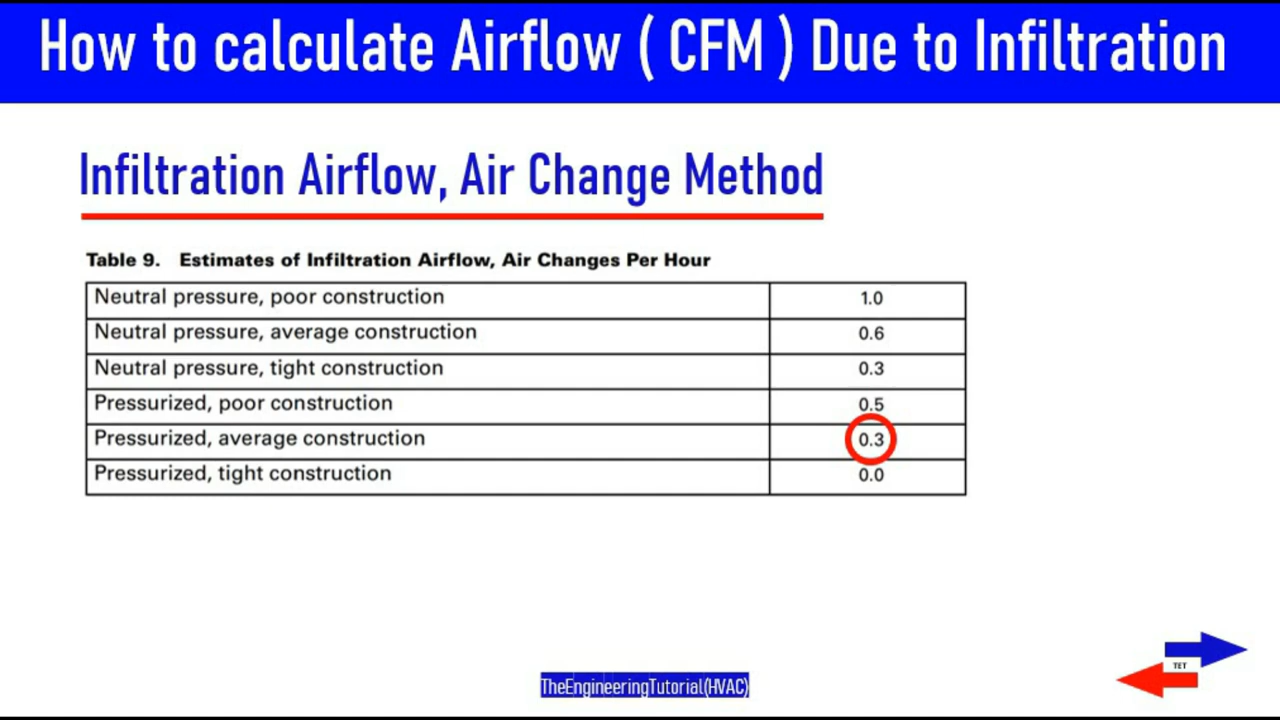 How to calculate Airflow ( CFM ) Due to Infiltration
Infiltration Airflow, Air Change Method
Table 9. Estimates of Infiltration Airflow, Air Changes Per Hour
Neutral pressure, poor construction 1.0
Neutral pressure, average construction 0.6
Neutral pressure, tight construction 0.3
Pressurized, poor construction 0.5
Pressurized, average construction 0.3
Pressurized, tight construction 0.0
TET
TheEngineeringTutorial(HVAC)